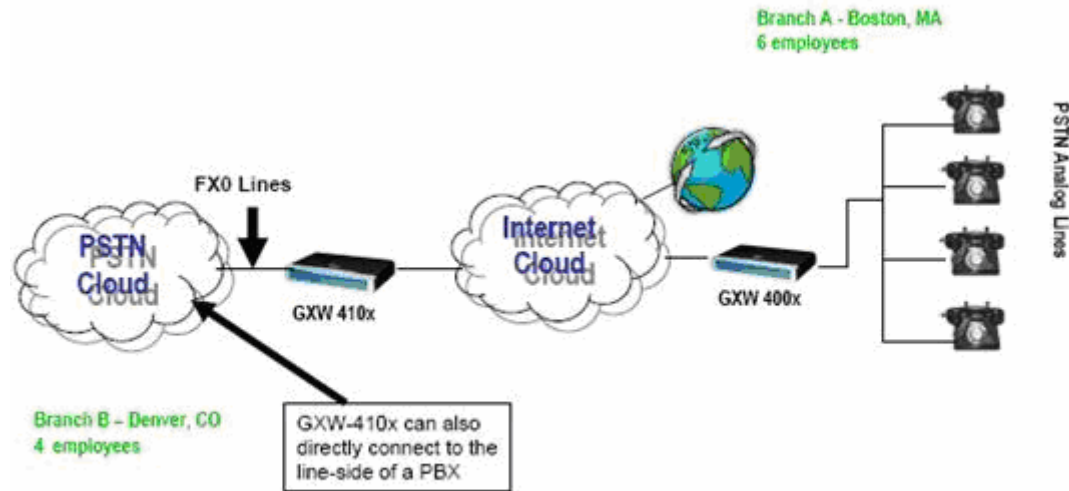 Branch A - Boston, MA
6 employees
PSTN Analog Lines
FX0 Lines
PSTN
Cloud
Internet
Cloud
GXW 410x
GXW 400x
Branch B – Denver, CO
4 employees
GXW-410x can also
directly connect to the
line-side of a PBX